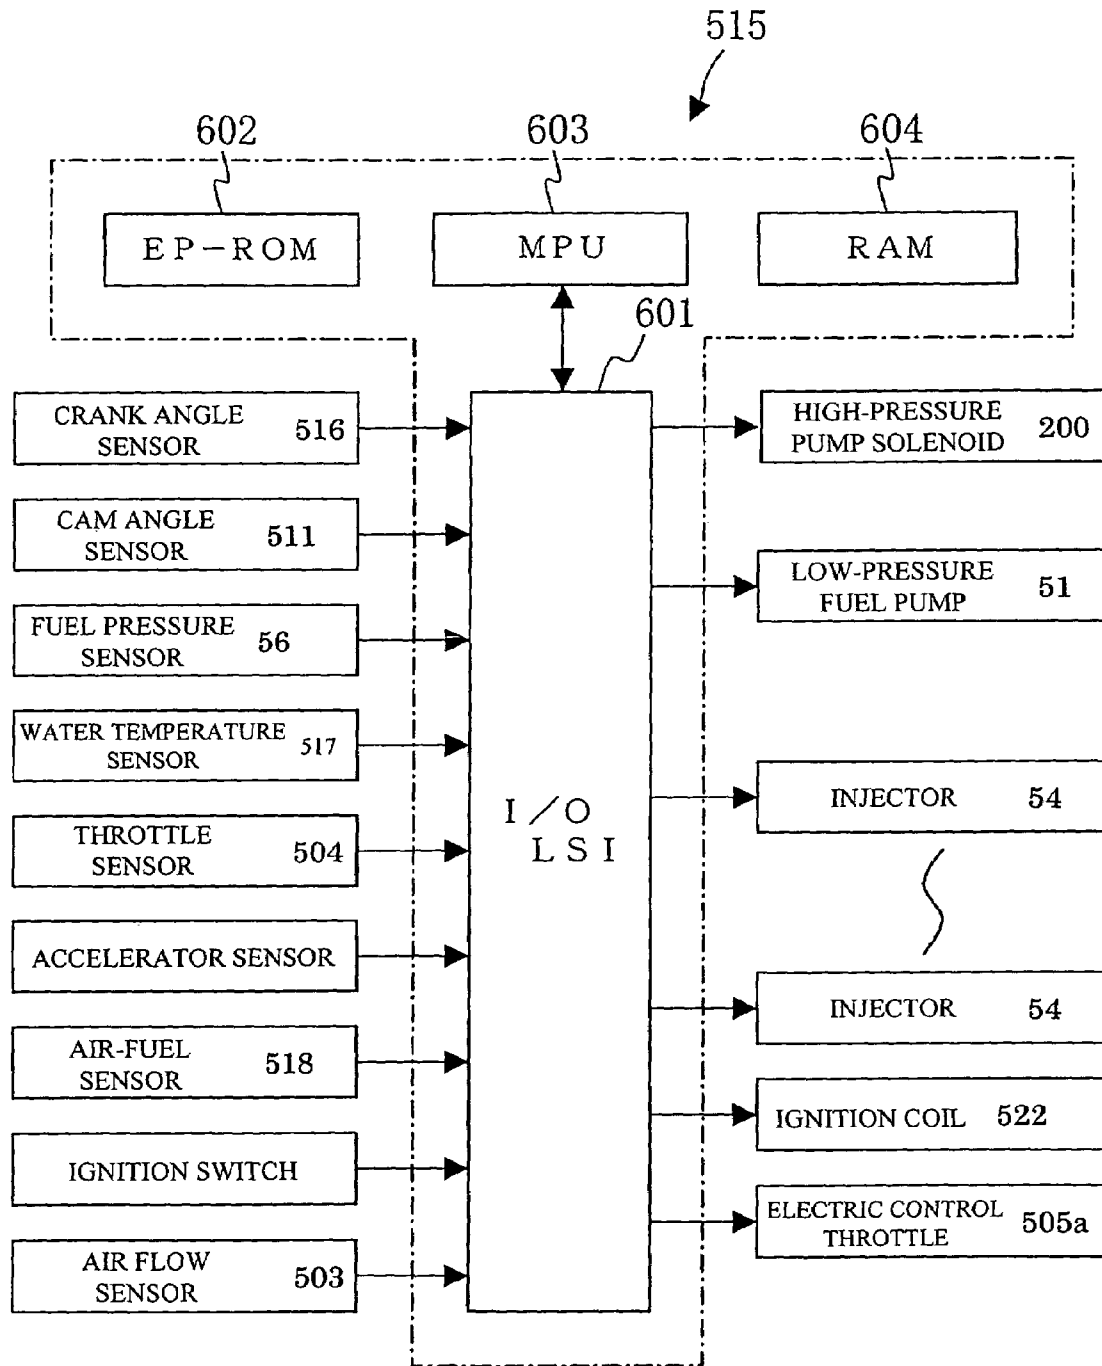 515
602
603
604
EP-ROM
MPU
RAM
601
CRANK ANGLE
SENSOR
516
CAM ANGLE
SENSOR
511
FUEL PRESSURE
SENSOR
56
WATER TEMPERATURE
SENSOR
517
THROTTLE
SENSOR
504
ACCELERATOR SENSOR
AIR-FUEL
SENSOR
518
IGNITION SWITCH
AIR FLOW
SENSOR
503
I/O
LSI
HIGH-PRESSURE
PUMP SOLENOID
200
LOW-PRESSURE
FUEL PUMP
51
INJECTOR 54
INJECTOR 54
IGNITION COIL 522
ELECTRIC CONTROL
THROTTLE
505a